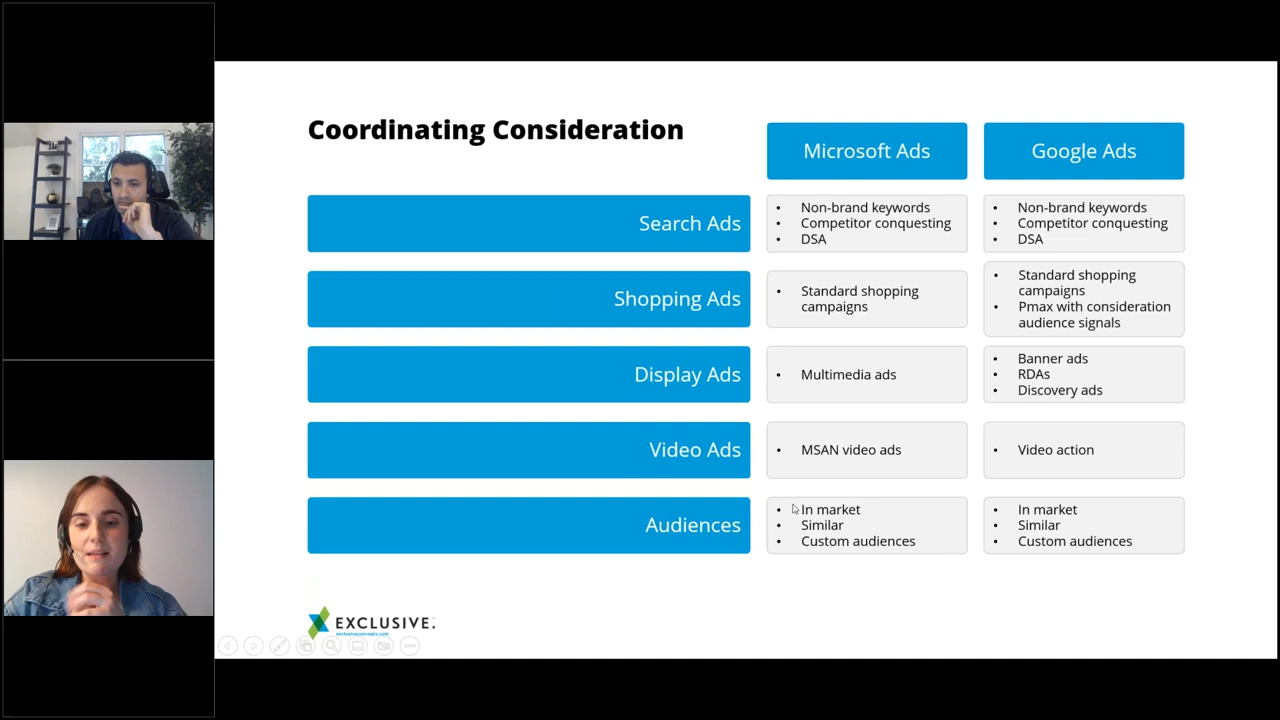 Coordinating Consideration
Microsoft Ads
Google Ads
Search Ads
• Non-brand keywords
• Competitor conquesting
• DSA
• Non-brand keywords
• Competitor conquesting
• DSA
Shopping Ads
• Standard shopping
campaigns
• Standard shopping
campaigns
• Pmax with consideration
audience signals
Display Ads
• Multimedia ads
• Banner ads
• RDAs
• Discovery ads
Video Ads
• MSAN video ads
• Video action
Audiences
• In market
• Similar
• Custom audiences
• In market
• Similar
• Custom audiences
EXCLUSIVE.
exclusiveconcepts.com